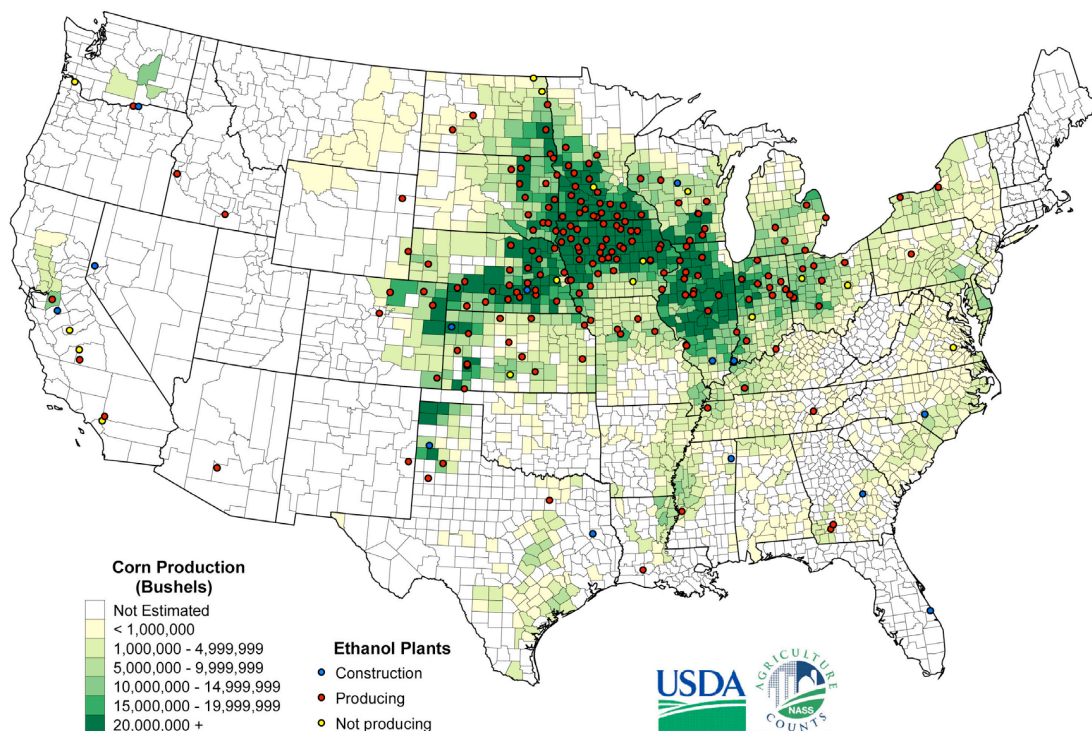 Corn Production
(Bushels)
Not Estimated
< 1,000,000
1,000,000 - 4,999,999
5,000,000 - 9,999,999
10,000,000 - 14,999,999
15,000,000 - 19,999,999
20,000,000 +
Ethanol Plants
Construction
Producing
Not producing
USDA
AGRICULTURE
NASS
COUNTS